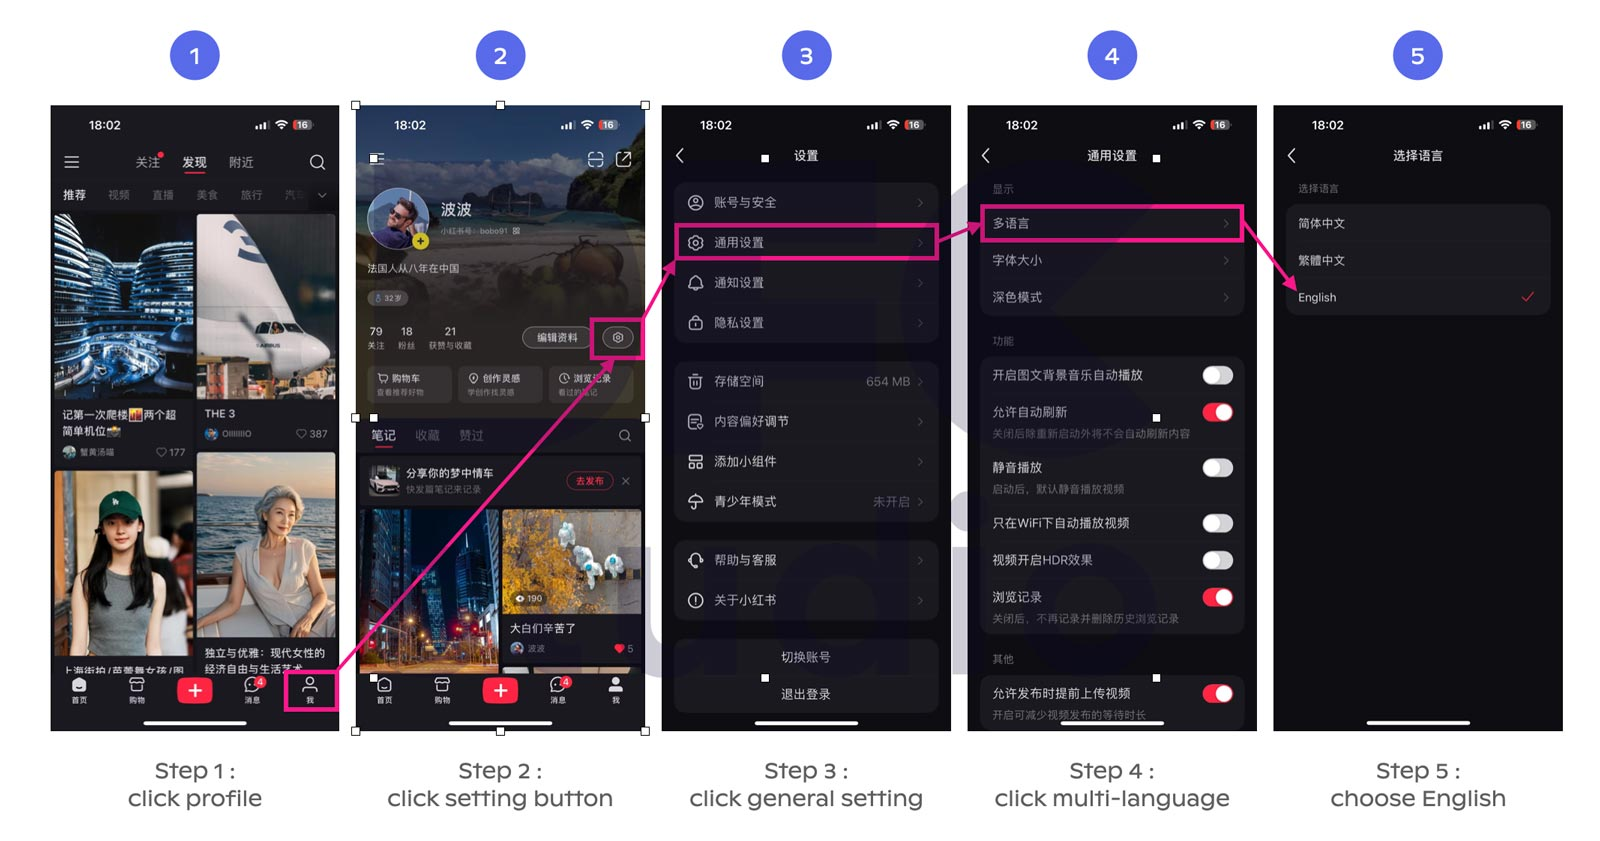 1
2
3
4
5
18:02
16
关注
发现
附近
推荐
视频
直播
美食
旅行
汽车
AIRBUS
记第一次爬楼🌇两个超
简单机位📸
蟹黄汤喵
177
THE 3
387
上海街拍/芭蕾舞女孩/图
独立与优雅：现代女性的
经济自由与生活艺术
首页
购物
+
消息
4
我
18:02
16
波波
小红书号：bobo91
法国人从八年在中国
32岁
79
18
21
关注
粉丝
获赞与收藏
编辑资料
购物车
查看推荐好物
创作灵感
学创作找灵感
浏览记录
看过的笔记
笔记
收藏
赞过
分享你的梦中情车
快发篇笔记来记录
去发布
190
大白们辛苦了
波波
5
首页
购物
+
消息
4
我
18:02
16
设置
账号与安全
通用设置
通知设置
隐私设置
存储空间
654 MB
内容偏好调节
添加小组件
青少年模式
未开启
帮助与客服
关于小红书
切换账号
退出登录
18:02
16
通用设置
显示
多语言
字体大小
深色模式
功能
开启图文背景音乐自动播放
允许自动刷新
关闭后除重新启动外将不会自动刷新内容
静音播放
启动后，默认静音播放视频
只在WiFi下自动播放视频
视频开启HDR效果
浏览记录
关闭后，不再记录并删除历史浏览记录
其他
允许发布时提前上传视频
开启可减少视频发布的等待时长
18:02
16
选择语言
选择语言
简体中文
繁體中文
English
Step 1 :
click profile
Step 2 :
click setting button
Step 3 :
click general setting
Step 4 :
click multi-language
Step 5 :
choose English